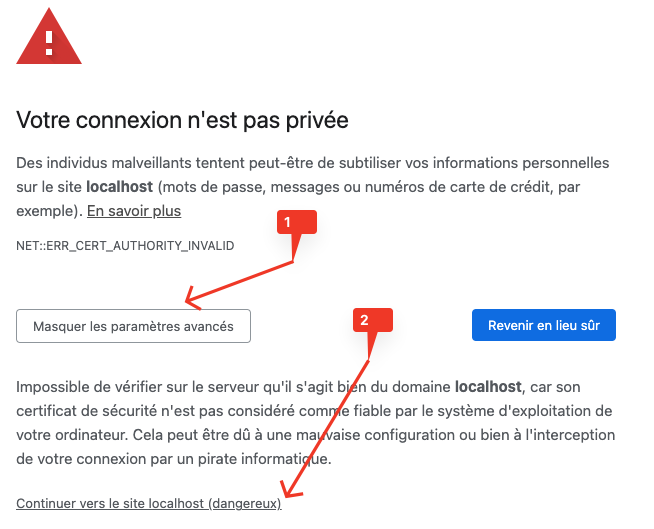 Votre connexion n'est pas privée
Des individus malveillants tentent peut-être de subtiliser vos informations personnelles
sur le site localhost (mots de passe, messages ou numéros de carte de crédit, par
exemple). En savoir plus
1
NET::ERR_CERT_AUTHORITY_INVALID
2
Masquer les paramètres avancés
Revenir en lieu sûr
Impossible de vérifier sur le serveur qu'il s'agit bien du domaine localhost, car son
certificat de sécurité n'est pas considéré comme fiable par le système d'exploitation de
votre ordinateur. Cela peut être dû à une mauvaise configuration ou bien à l'interception
de votre connexion par un pirate informatique.
Continuer vers le site localhost (dangereux)